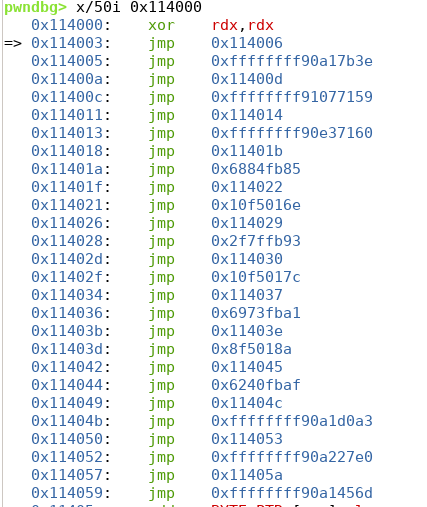 pwndbg> x/50i 0x114000
0x114000: xor rdx,rdx
=> 0x114003: jmp 0x114006
0x114005: jmp 0xffffffff90a17b3e
0x11400a: jmp 0x11400d
0x11400c: jmp 0xffffffff91077159
0x114011: jmp 0x114014
0x114013: jmp 0xffffffff90e37160
0x114018: jmp 0x11401b
0x11401a: jmp 0x6884fb85
0x11401f: jmp 0x114022
0x114021: jmp 0x10f5016e
0x114026: jmp 0x114029
0x114028: jmp 0x2f7ffb93
0x11402d: jmp 0x114030
0x11402f: jmp 0x10f5017c
0x114034: jmp 0x114037
0x114036: jmp 0x6973fba1
0x11403b: jmp 0x11403e
0x11403d: jmp 0x8f5018a
0x114042: jmp 0x114045
0x114044: jmp 0x6240fbaf
0x114049: jmp 0x11404c
0x11404b: jmp 0xffffffff90a1d0a3
0x114050: jmp 0x114053
0x114052: jmp 0xffffffff90a227e0
0x114057: jmp 0x11405a
0x114059: jmp 0xffffffff90a1456d